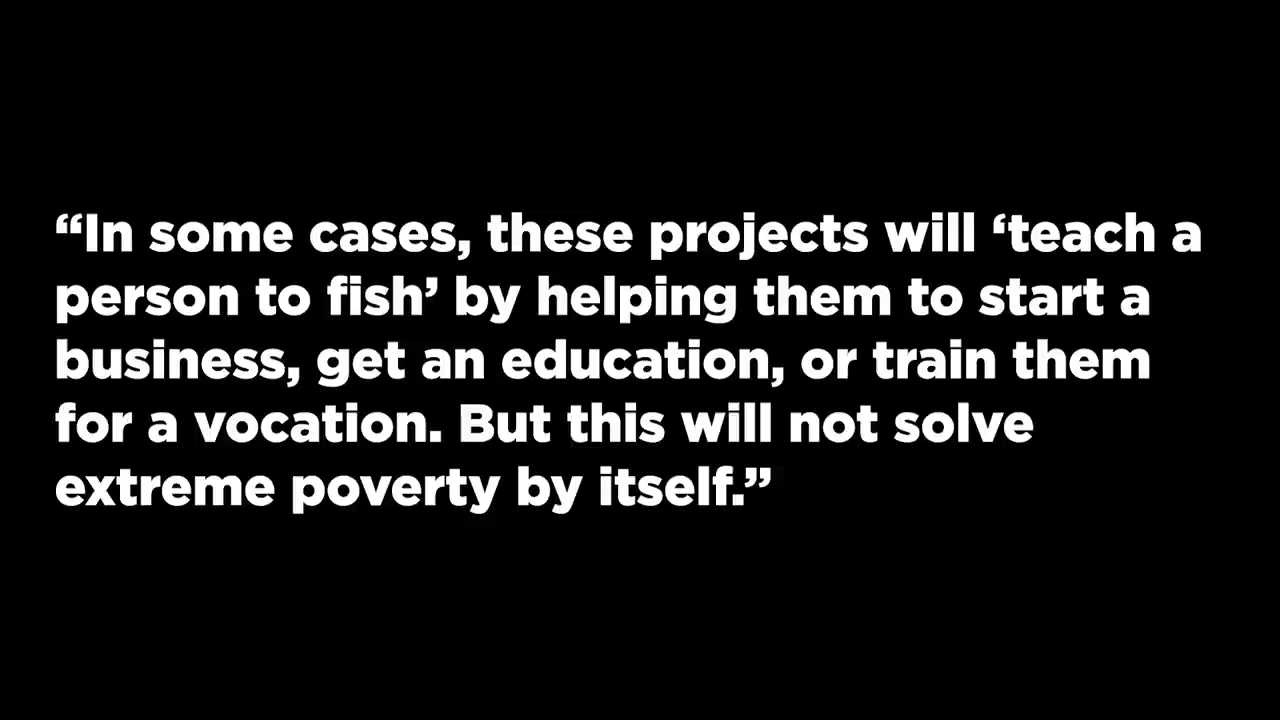 “In some cases, these projects will ‘teach a
person to fish’ by helping them to start a
business, get an education, or train them
for a vocation. But this will not solve
extreme poverty by itself.”